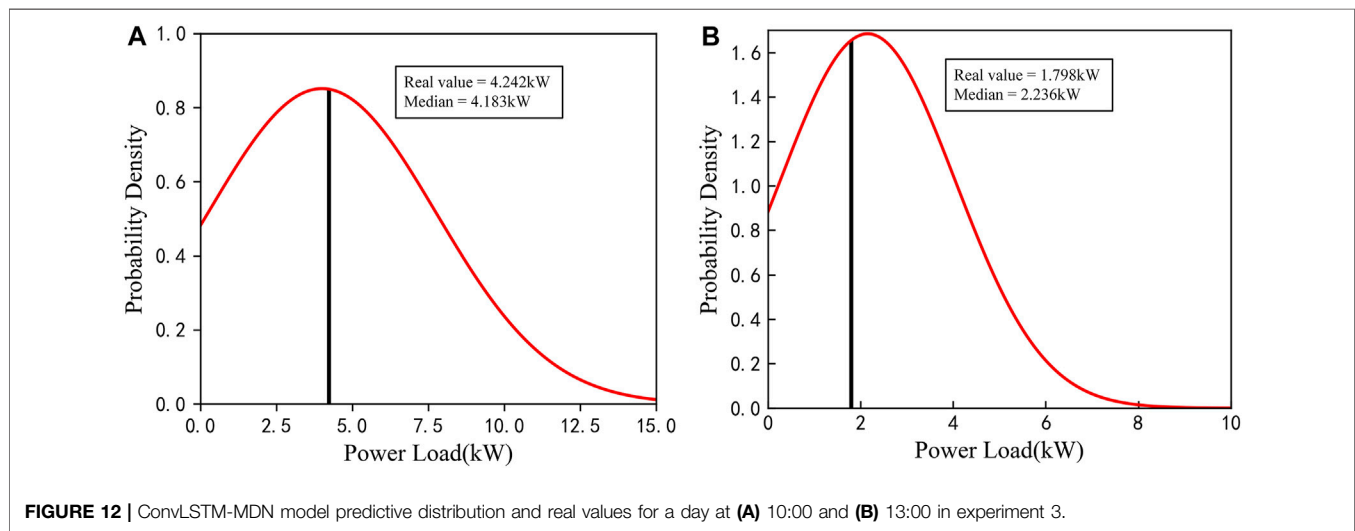 A
1. 0
0. 8
0. 6
0. 4
0. 2
0. 0
Probability Density
Real value = 4.242kW
Median = 4.183kW
0. 0
2. 5
5. 0
7. 5
10. 0
12. 5
15. 0
Power Load(kW)
B
1. 6
1. 4
1. 2
1. 0
0. 8
0. 6
0. 4
0. 2
0. 0
Probability Density
Real value = 1.798kW
Median = 2.236kW
0
2
4
6
8
10
Power Load(kW)
FIGURE 12 | ConvLSTM-MDN model predictive distribution and real values for a day at (A) 10:00 and (B) 13:00 in experiment 3.